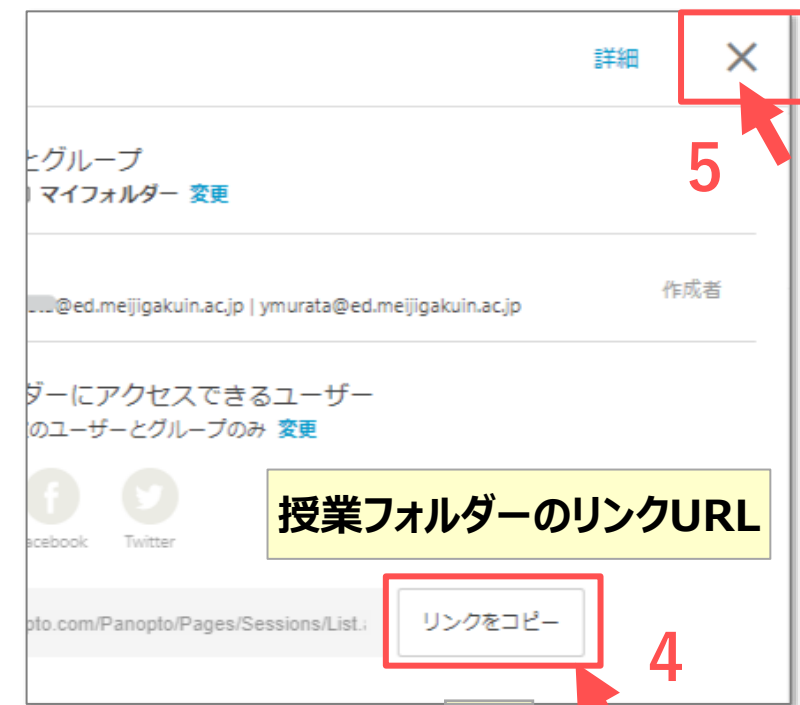 詳細
5
とグループ
マイフォルダー 変更
@ed.meijigakuin.ac.jp | ymurata@ed.meijigakuin.ac.jp
作成者
ダーにアクセスできるユーザー
のユーザーとグループのみ 変更
acebook
Twitter
授業フォルダーのリンクURL
pto.com/Panopto/Pages/Sessions/List.
リンクをコピー
4